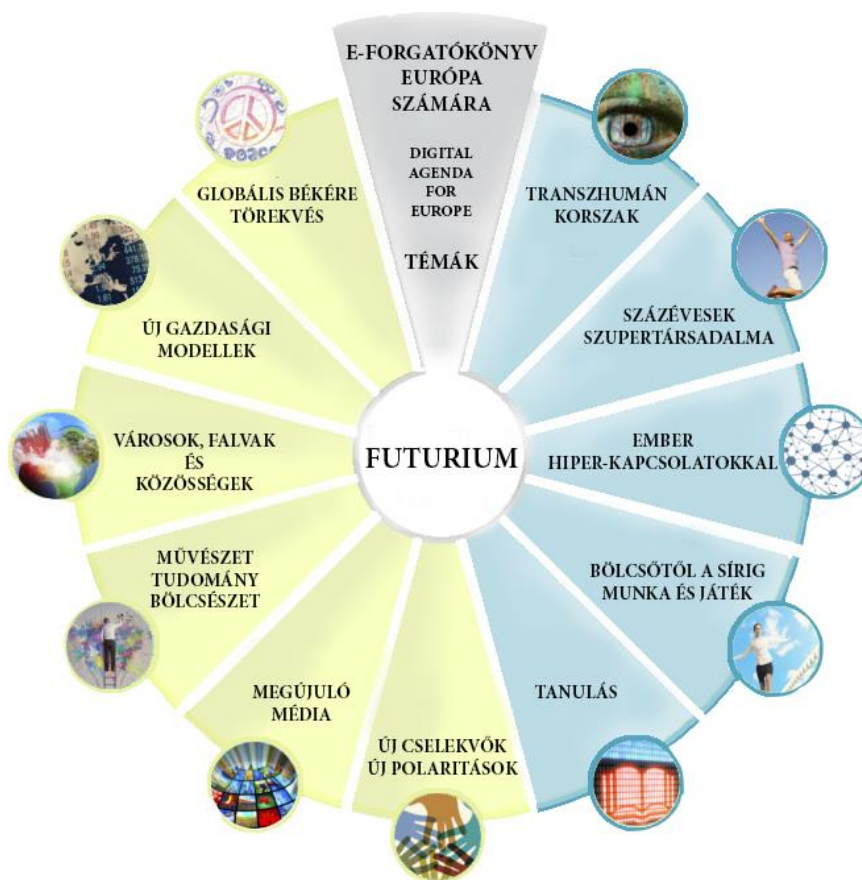 E-FORGATÓKÖNYV
EURÓPA
SZÁMÁRA
DIGITAL
AGENDA
FOR
EUROPE
TÉMÁK
TRANSZHUMÁN
KORSZAK
SZÁZÉVESEK
SZUPERTÁRSADALMA
EMBER
HIPER-KAPCSOLATOKKAL
BÖLCSŐTŐL A SÍRIG
MUNKA ÉS JÁTÉK
TANULÁS
ÚJ CSELEKVŐK
ÚJ POLARITÁSOK
MEGÚJULÓ
MÉDIA
MŰVÉSZET
TUDOMÁNY
BÖLCSÉSZET
VÁROSOK, FALVAK
ÉS
KÖZÖSSÉGEK
ÚJ GAZDASÁGI
MODELLEK
GLOBÁLIS BÉKÉRE
TÖREKVÉS
FUTURIUM